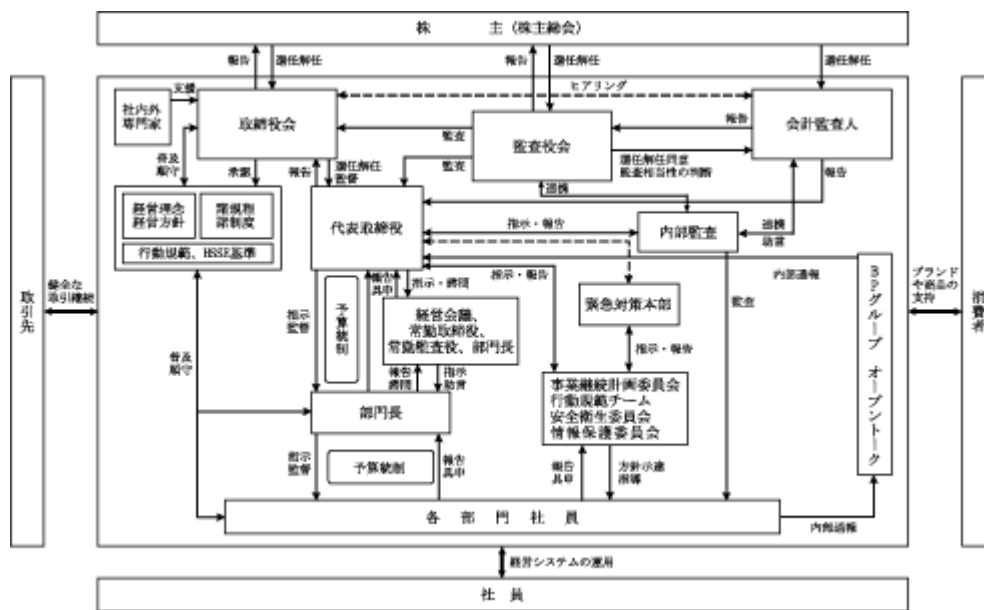 株 主（株主総会）
報告
選任解任
報告
選任解任
選任解任
支援
ヒアリング
社内外
専門家
取締役会
監査役会
会計監査人
監査
報告
普及
順守
承認
報告
選任解任
監督
監査
選任解任同意
監査相当性の判断
報告
連携
経営理念
経営方針
諸規程
諸制度
行動規範、HSSE基準
代表取締役
指示・報告
内部監査
連携
助言
健全な
取引継続
取引先
指示
監督
予算統制
報告
具申
指示・諮問
指示・報告
内部通報
緊急対策本部
監査
BPグループ オープントーク
ブランド
や商品の
支持
消費者
経営会議、
常勤取締役、
常勤監査役、部門長
指示・報告
普及
順守
報告
諮問
指示
助言
事業継続計画委員会
行動規範チーム
安全衛生委員会
情報保護委員会
部門長
指示
監督
予算統制
報告
具申
報告
具申
方針示達
指導
各部門社員
内部通報
経営システムの運用
社員